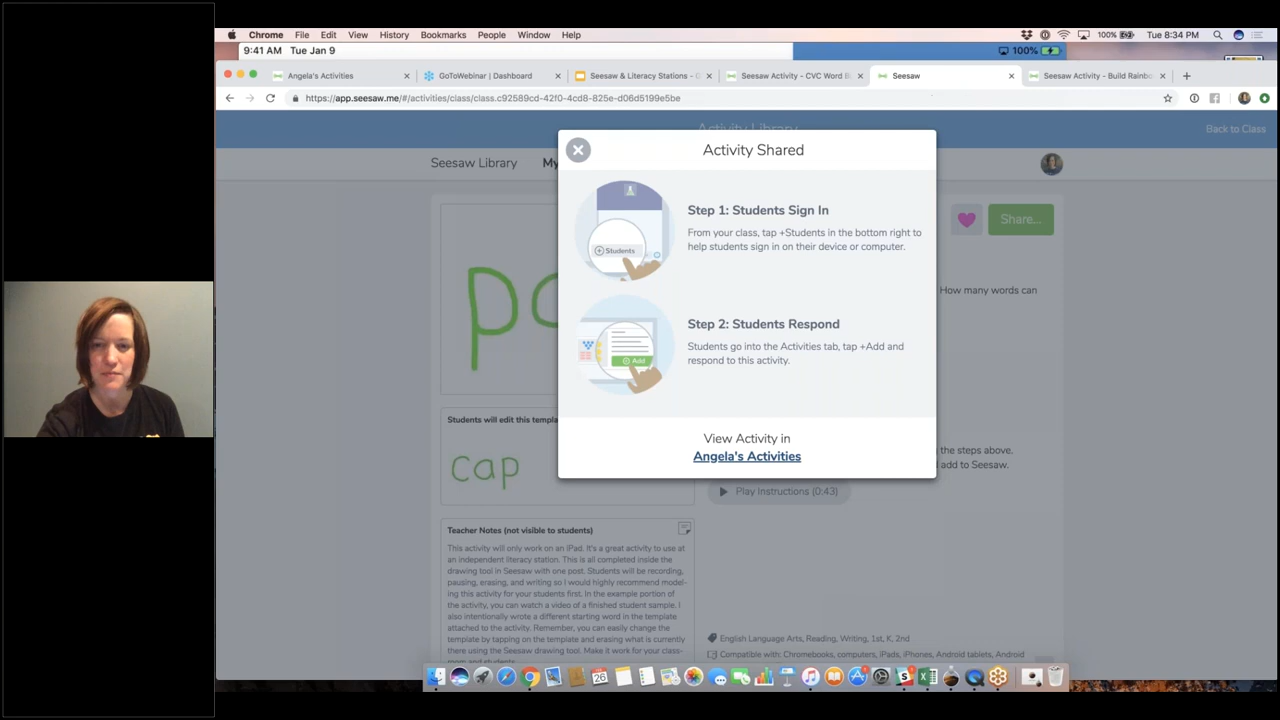 Chrome File Edit View History Bookmarks People Window Help 100% Tue 8:34 PM
9:41 AM Tue Jan 9 100%
Angela's Activities GoToWebinar | Dashboard Seesaw & Literacy Stations - Seesaw Activity - CVC Word Seesaw Seesaw Activity - Build Rainbo
https://app.seesaw.me/#/activities/class/class.c92589cd-42f0-4cd8-825e-d06d5199e5be
Activity Library Back to Class
Seesaw Library My
Activity Shared
Share...
Step 1: Students Sign In
From your class, tap +Students in the bottom right to
help students sign in on their device or computer.
Students
How many words can
Step 2: Students Respond
Students go into the Activities tab, tap +Add and
respond to this activity.
Add
Students will edit this templa
cap
View Activity in
Angela's Activities
the steps above.
add to Seesaw.
Play Instructions (0:43)
Teacher Notes (not visible to students)
This activity will only work on an iPad. It's a great activity to use at
an independent literacy station. This is all completed inside the
drawing tool in Seesaw with one post. Students will be recording,
pausing, erasing, and writing so I would highly recommend model-
ing this activity for your students first. In the example portion of
the activity, you can watch a video of a finished student sample. I
also intentionally wrote a different starting word in the template
attached to the activity. Remember, you can easily change the
template by tapping on the template and erasing what is currently
there using the Seesaw drawing tool. Make it work for your class-
room and students.
English Language Arts, Reading, Writing, 1st, K, 2nd
Compatible with: Chromebooks, computers, iPads, iPhones, Android tablets, Android
26